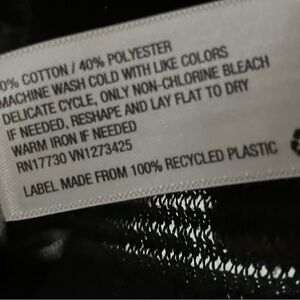 0% COTTON / 40% POLYESTER
MACHINE WASH COLD WITH LIKE COLORS
DELICATE CYCLE, ONLY NON-CHLORINE BLEACH
IF NEEDED, RESHAPE AND LAY FLAT TO DRY
WARM IRON IF NEEDED
RN17730 VN1273425
LABEL MADE FROM 100% RECYCLED PLASTIC